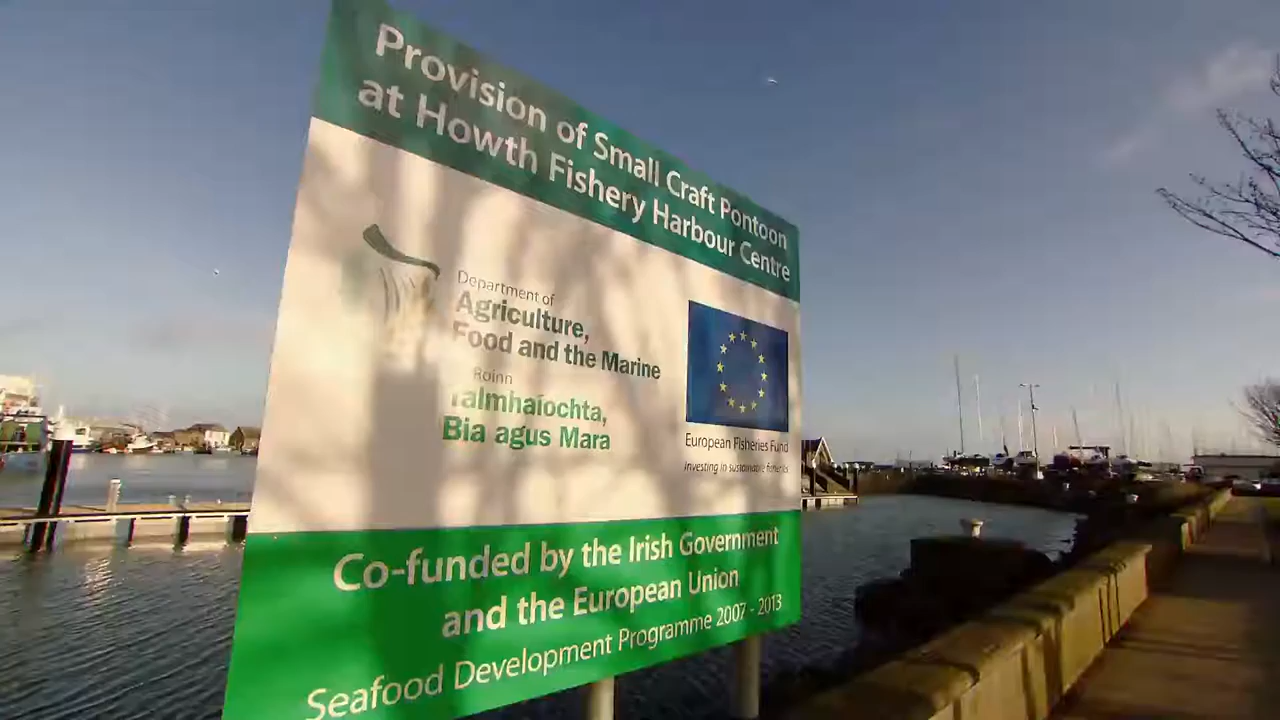 Provision of Small Craft Pontoon
at Howth Fishery Harbour Centre
Department of
Agriculture,
Food and the Marine
Roinn
Talmhaíochta,
Bia agus Mara
European Fisheries Fund
Investing in sustainable fisheries
Co-funded by the Irish Government
and the European Union
Seafood Development Programme 2007 - 2013